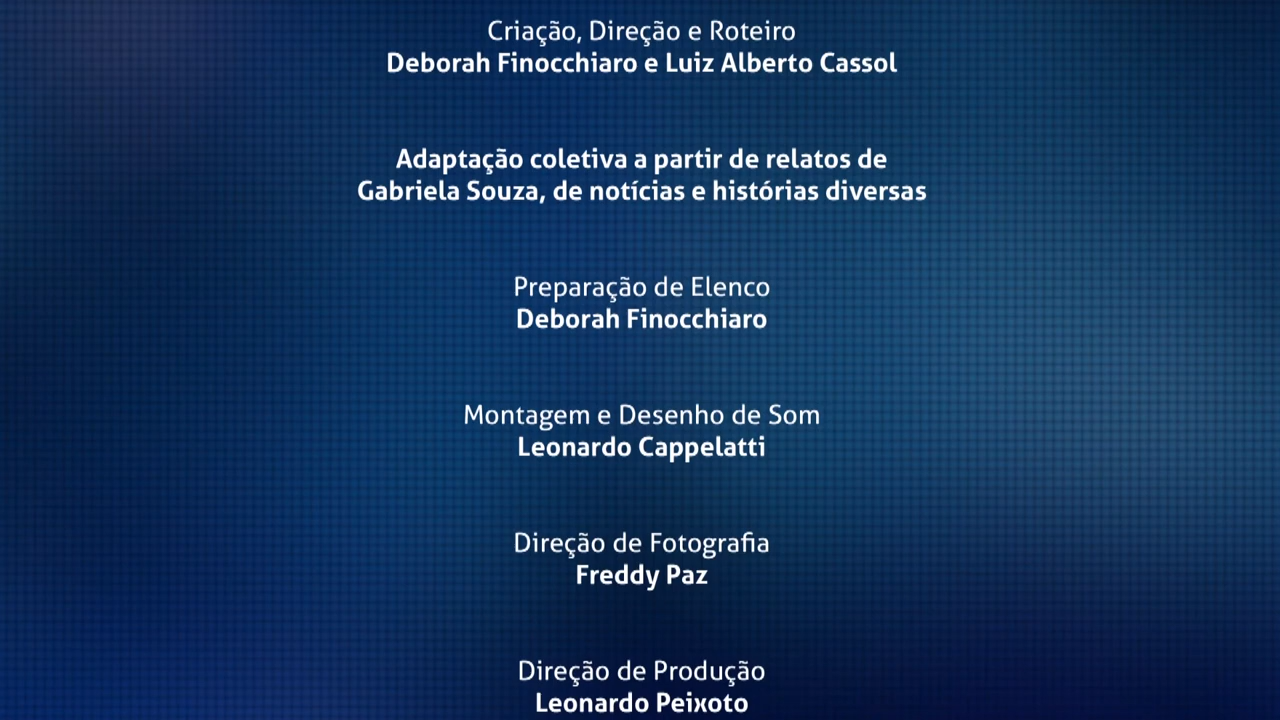 Criação, Direção e Roteiro
Deborah Finocchiaro e Luiz Alberto Cassol
Adaptação coletiva a partir de relatos de
Gabriela Souza, de notícias e histórias diversas
Preparação de Elenco
Deborah Finocchiaro
Montagem e Desenho de Som
Leonardo Cappelatti
Direção de Fotografia
Freddy Paz
Direção de Produção
Leonardo Peixoto